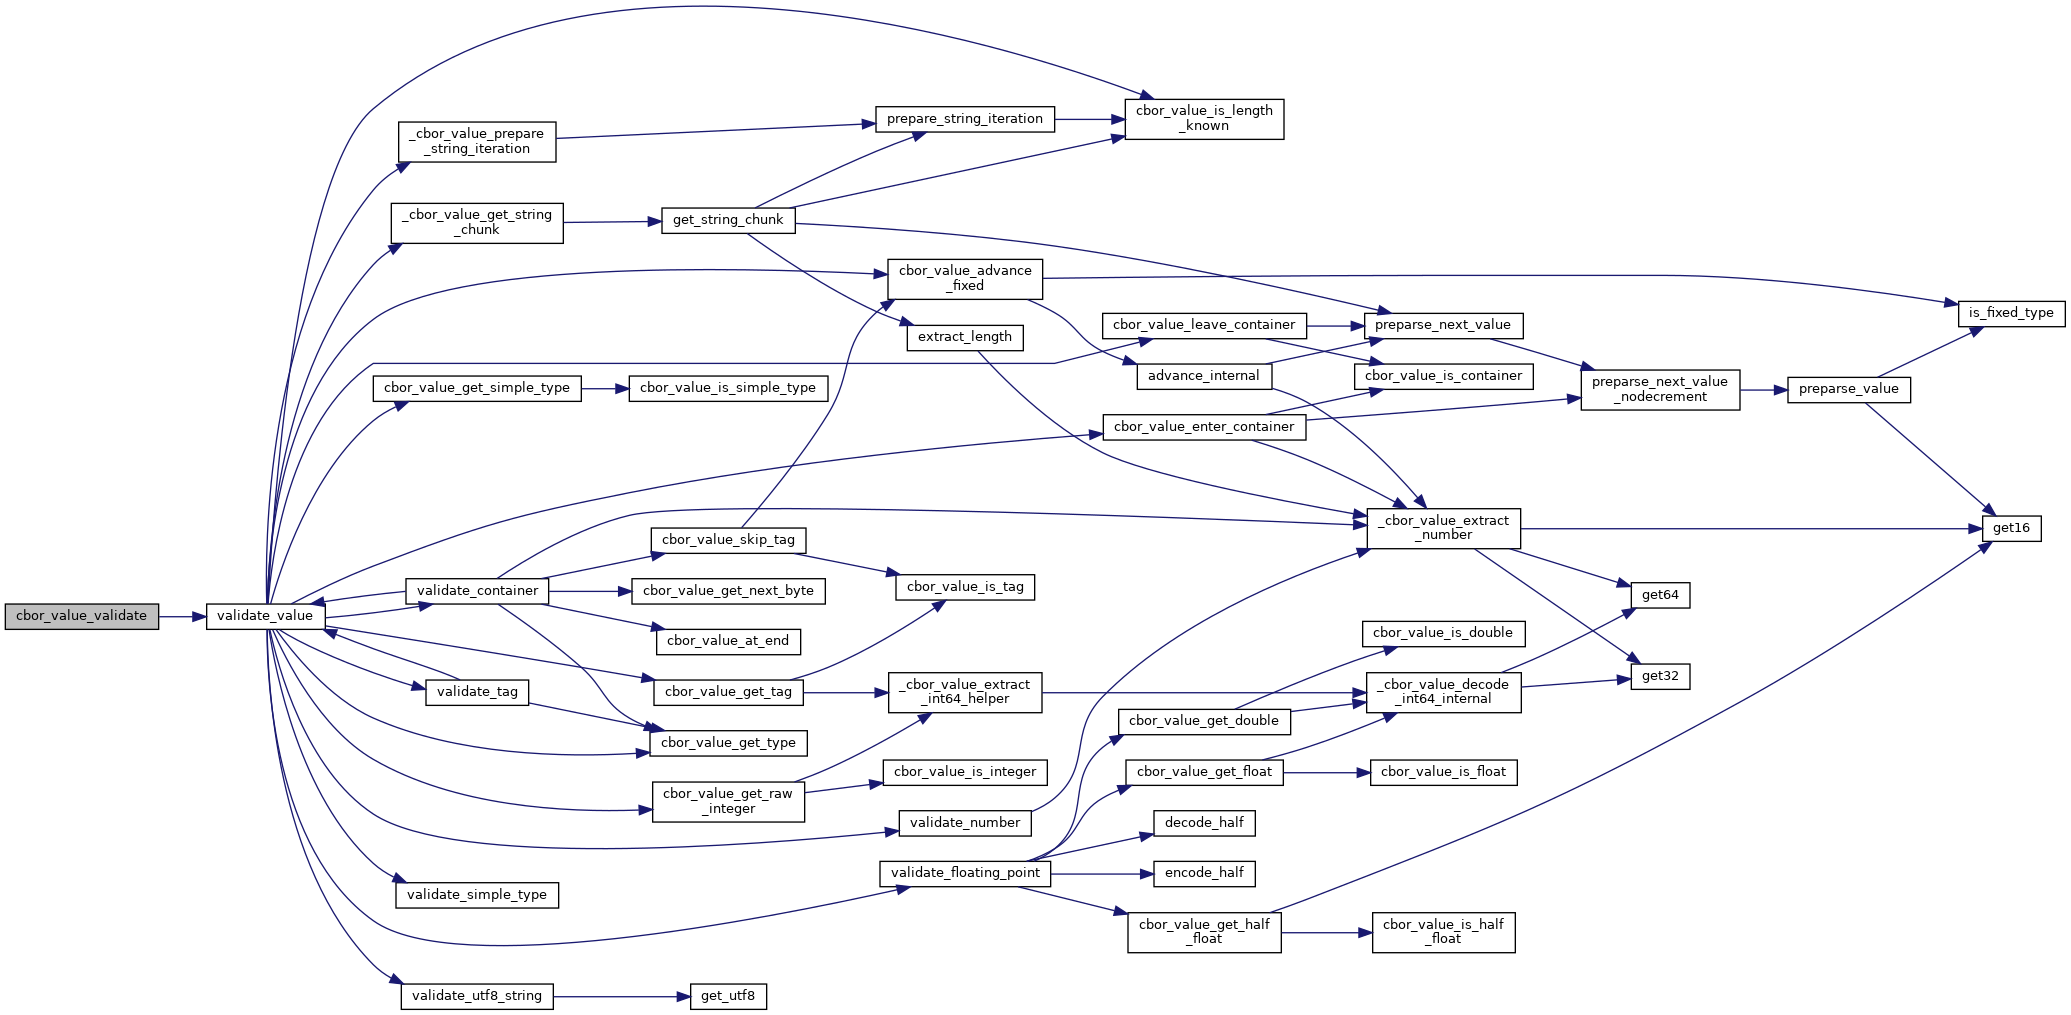 cbor_value_validate
validate_value
_cbor_value_prepare
_string_iteration
_cbor_value_get_string
_chunk
cbor_value_get_simple_type
validate_container
validate_tag
validate_simple_type
validate_utf8_string
get_string_chunk
cbor_value_is_simple_type
cbor_value_skip_tag
cbor_value_get_next_byte
cbor_value_at_end
cbor_value_get_tag
cbor_value_get_type
cbor_value_get_raw
_integer
get_utf8
prepare_string_iteration
cbor_value_advance
_fixed
extract_length
cbor_value_is_tag
_cbor_value_extract
_int64_helper
cbor_value_is_integer
validate_number
validate_floating_point
cbor_value_is_length
_known
cbor_value_leave_container
advance_internal
cbor_value_enter_container
cbor_value_get_double
cbor_value_get_float
decode_half
encode_half
cbor_value_get_half
_float
preparse_next_value
cbor_value_is_container
_cbor_value_extract
_number
cbor_value_is_double
_cbor_value_decode
_int64_internal
cbor_value_is_float
cbor_value_is_half
_float
preparse_next_value
_nodecrement
get64
get32
preparse_value
is_fixed_type
get16